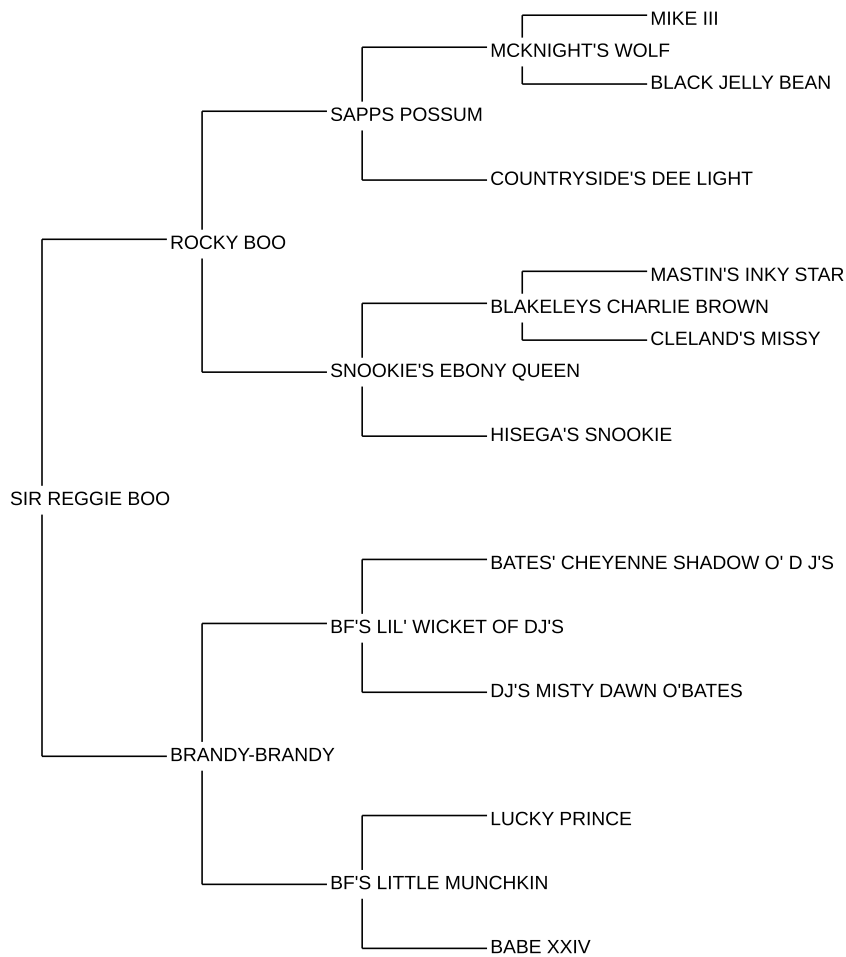 MIKE III
MCKNIGHT'S WOLF
BLACK JELLY BEAN
SAPPS POSSUM
COUNTRYSIDE'S DEE LIGHT
ROCKY BOO
MASTIN'S INKY STAR
BLAKELEYS CHARLIE BROWN
CLELAND'S MISSY
SNOOKIE'S EBONY QUEEN
HISEGA'S SNOOKIE
SIR REGGIE BOO
BATES' CHEYENNE SHADOW O' D J'S
BF'S LIL' WICKET OF DJ'S
DJ'S MISTY DAWN O'BATES
BRANDY-BRANDY
LUCKY PRINCE
BF'S LITTLE MUNCHKIN
BABE XXIV